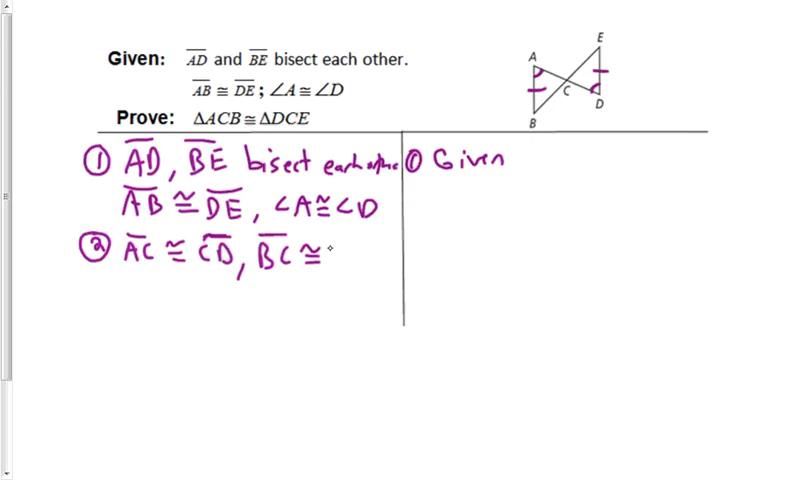 Given: AD and BE bisect each other.
AB ≅ DE ; ∠A ≅ ∠D
Prove: ΔACB ≅ ΔDCE
A
B
C
D
E
① AD, BE bisect each other ① Given
AB ≅ DE, ∠A ≅ ∠D
② AC ≅ CD, BC ≅